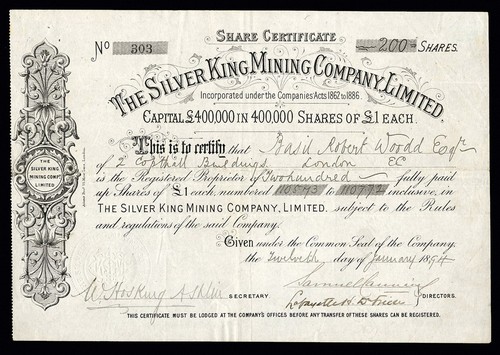 SHARE CERTIFICATE
No 303
200 SHARES.
THE SILVER KING MINING COMPANY, LIMITED.
Incorporated under the Companies' Acts 1862 to 1886.
CAPITAL £400,000 IN 400,000 SHARES OF £1 EACH.
This is to certify that Basil Robert Woodd Esqre
of 2 Copthall Buildings London EC
is the Registered Proprietor of Two hundred fully paid
up Shares of £1 each, numbered 110573 to 110772 inclusive, in
THE SILVER KING MINING COMPANY, LIMITED. subject to the Rules
and regulations of the said Company.
Given under the Common Seal of the Company,
the Twelveth day of January 1894
THE SILVER KING MINING COMPY LIMITED
SECRETARY
DIRECTORS.
THIS CERTIFICATE MUST BE LODGED AT THE COMPANY'S OFFICES BEFORE ANY TRANSFER OF THESE SHARES CAN BE REGISTERED.